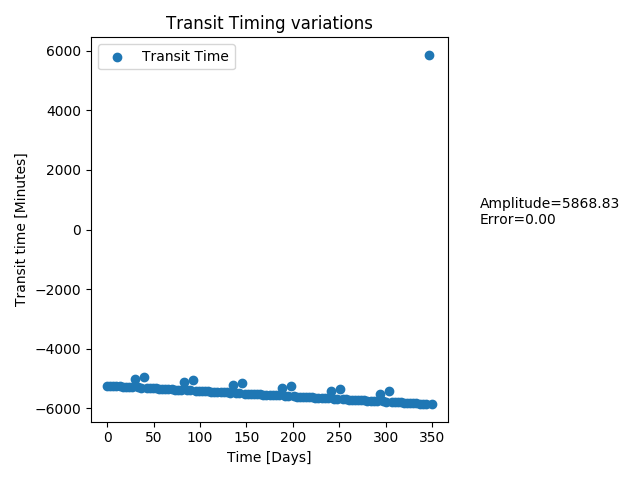 Transit Timing variations
Transit Time
Transit time [Minutes]
6000
4000
2000
0
−2000
−4000
−6000
0 50 100 150 200 250 300 350
Time [Days]
Amplitude=5868.83
Error=0.00